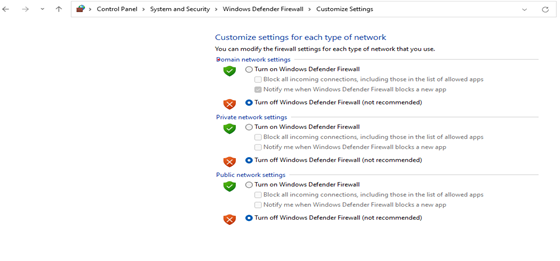 Control Panel > System and Security > Windows Defender Firewall > Customize Settings
Customize settings for each type of network
You can modify the firewall settings for each type of network that you use.
Domain network settings
Turn on Windows Defender Firewall
Block all incoming connections, including those in the list of allowed apps
Notify me when Windows Defender Firewall blocks a new app
Turn off Windows Defender Firewall (not recommended)
Private network settings
Turn on Windows Defender Firewall
Block all incoming connections, including those in the list of allowed apps
Notify me when Windows Defender Firewall blocks a new app
Turn off Windows Defender Firewall (not recommended)
Public network settings
Turn on Windows Defender Firewall
Block all incoming connections, including those in the list of allowed apps
Notify me when Windows Defender Firewall blocks a new app
Turn off Windows Defender Firewall (not recommended)